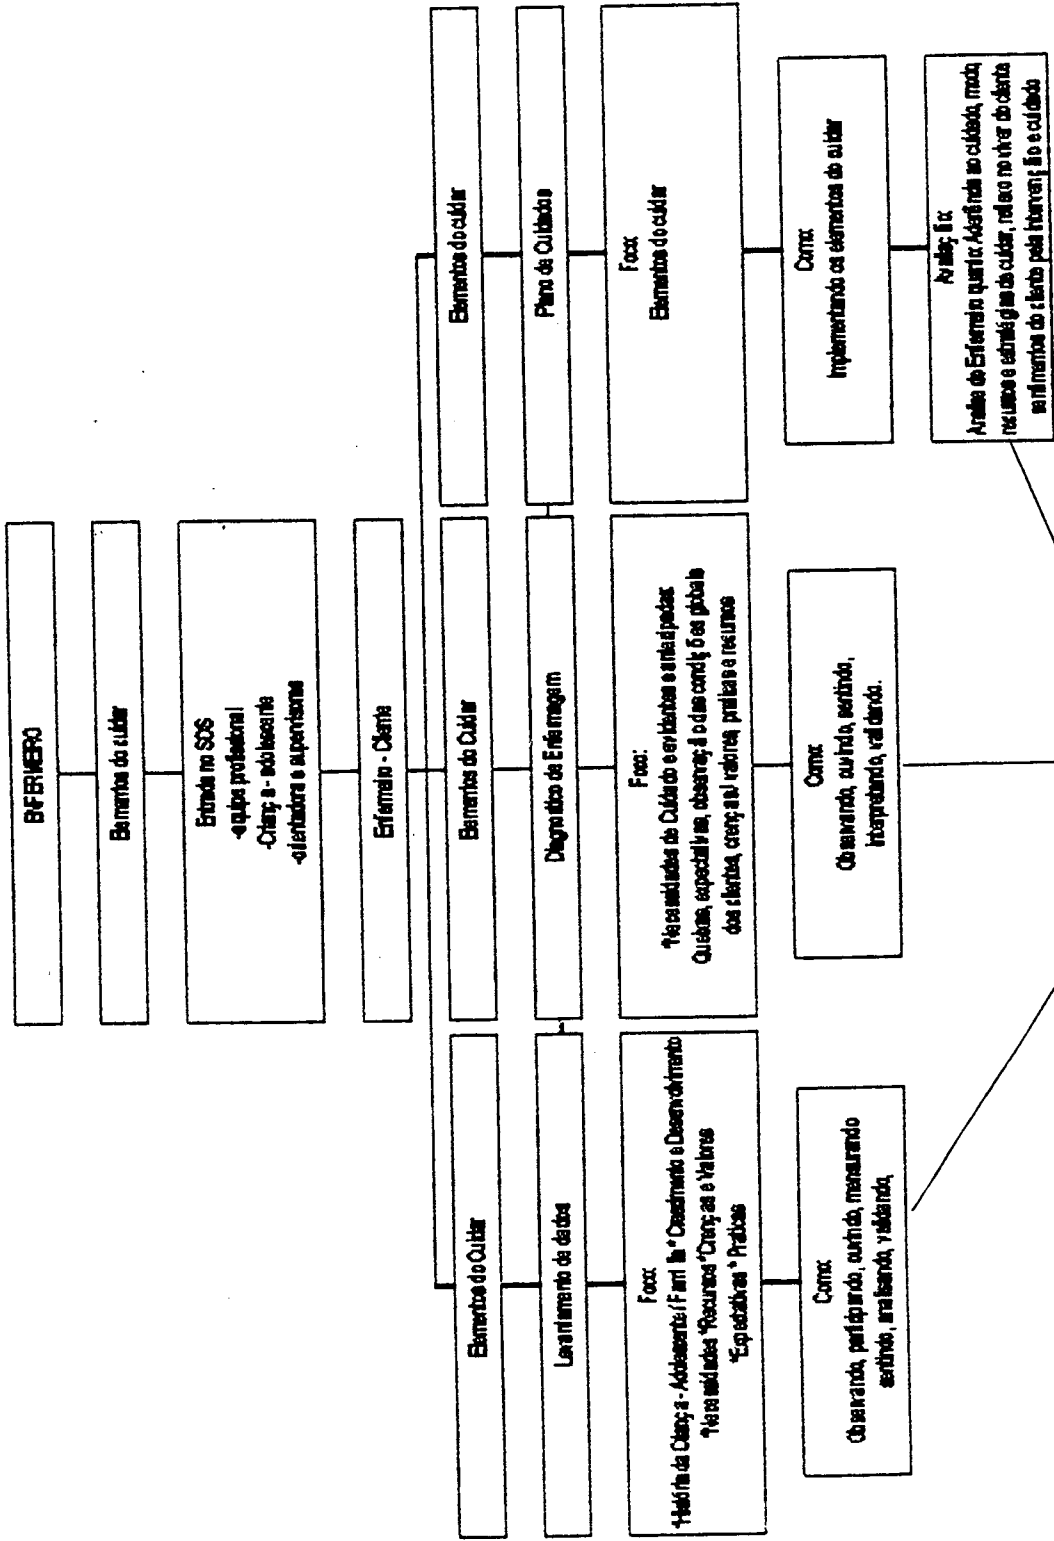 ENFERMEIRO
Elementos do cuidar
Entrada no SOS
-equipe profissional
-Criança - adolescente
-orientadora e supervisora
Enfermeiro - Cliente
Elementos do Cuidar
Levantamento de dados
Foco:
*História da Criança - Adolescente / Família * Crescimento e Desenvolvimento
*Necessidades *Recursos *Crenças e Valores
*Expectativas * Práticas
Como:
Observando, participando, ouvindo, mensurando
sentindo, analisando, validando,
Elementos do Cuidar
Diagnóstico de Enfermagem
Foco:
*Necessidades de Cuidado evidentes e antecipadas:
Queixas, expectativas, observação das condições globais
dos clientes, crenças / valores, práticas e recursos
Como:
Observando, ouvindo, sentindo,
interpretando, validando.
Elementos do cuidar
Plano de Cuidados
Foco:
Elementos do cuidar
Como:
Implementando os elementos do cuidar
Avaliação:
Análise do Enfermeiro quanto: Aderência ao cuidado, modo,
recursos e estratégias de cuidar, reflexo no viver do cliente
sentimentos do cliente pela intervenção e cuidado